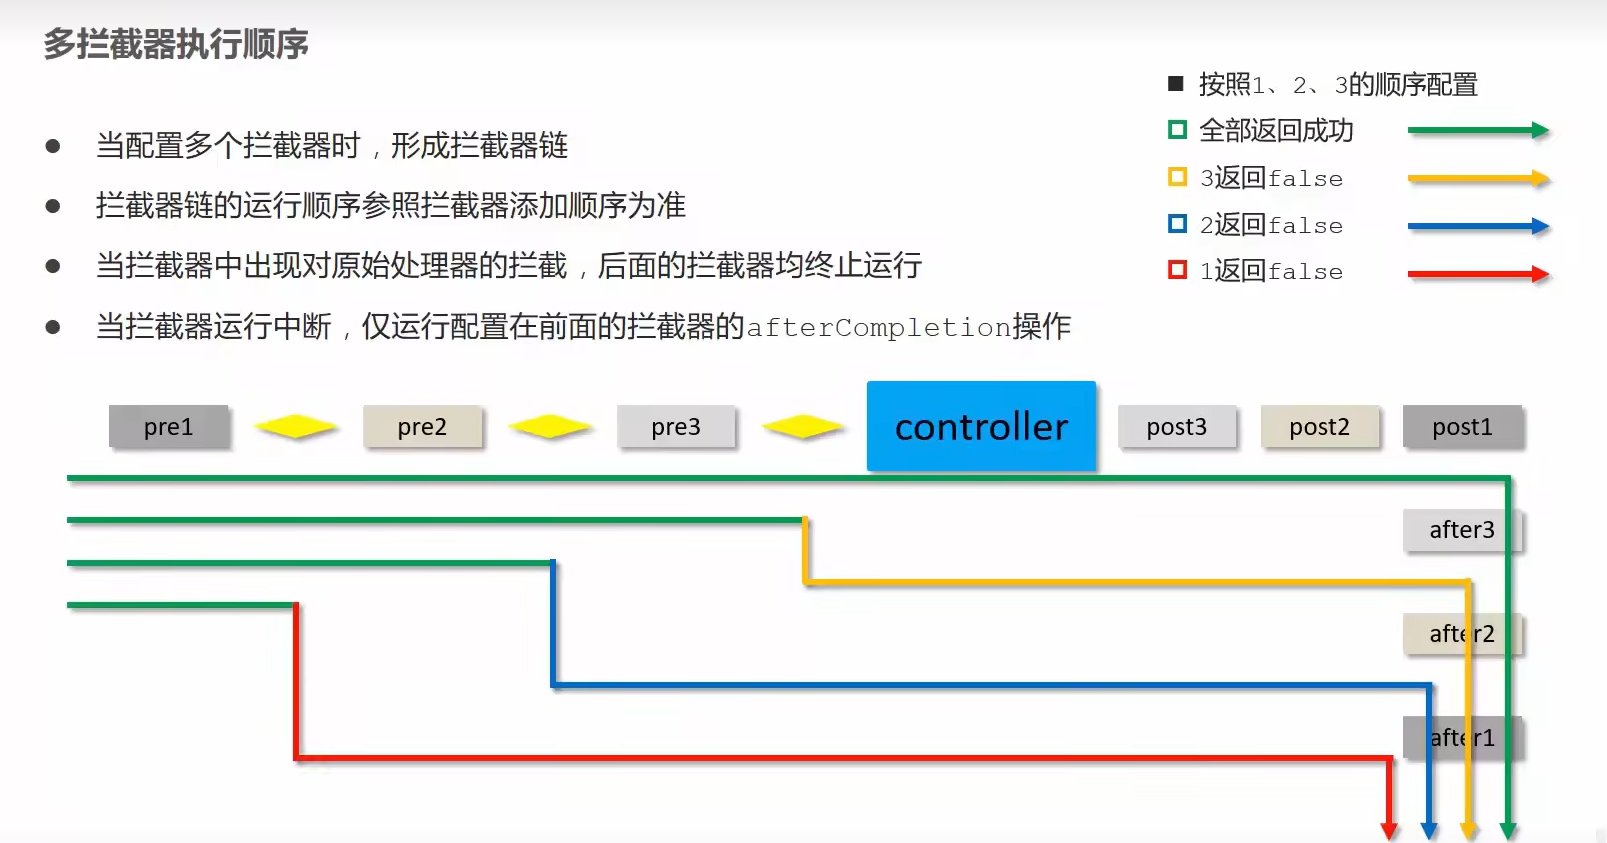 多拦截器执行顺序
按照1、2、3的顺序配置
全部返回成功
3返回false
2返回false
1返回false
当配置多个拦截器时，形成拦截器链
拦截器链的运行顺序参照拦截器添加顺序为准
当拦截器中出现对原始处理器的拦截，后面的拦截器均终止运行
当拦截器运行中断，仅运行配置在前面的拦截器的afterCompletion操作
pre1 pre2 pre3 controller post3 post2 post1
after3
after2
after1